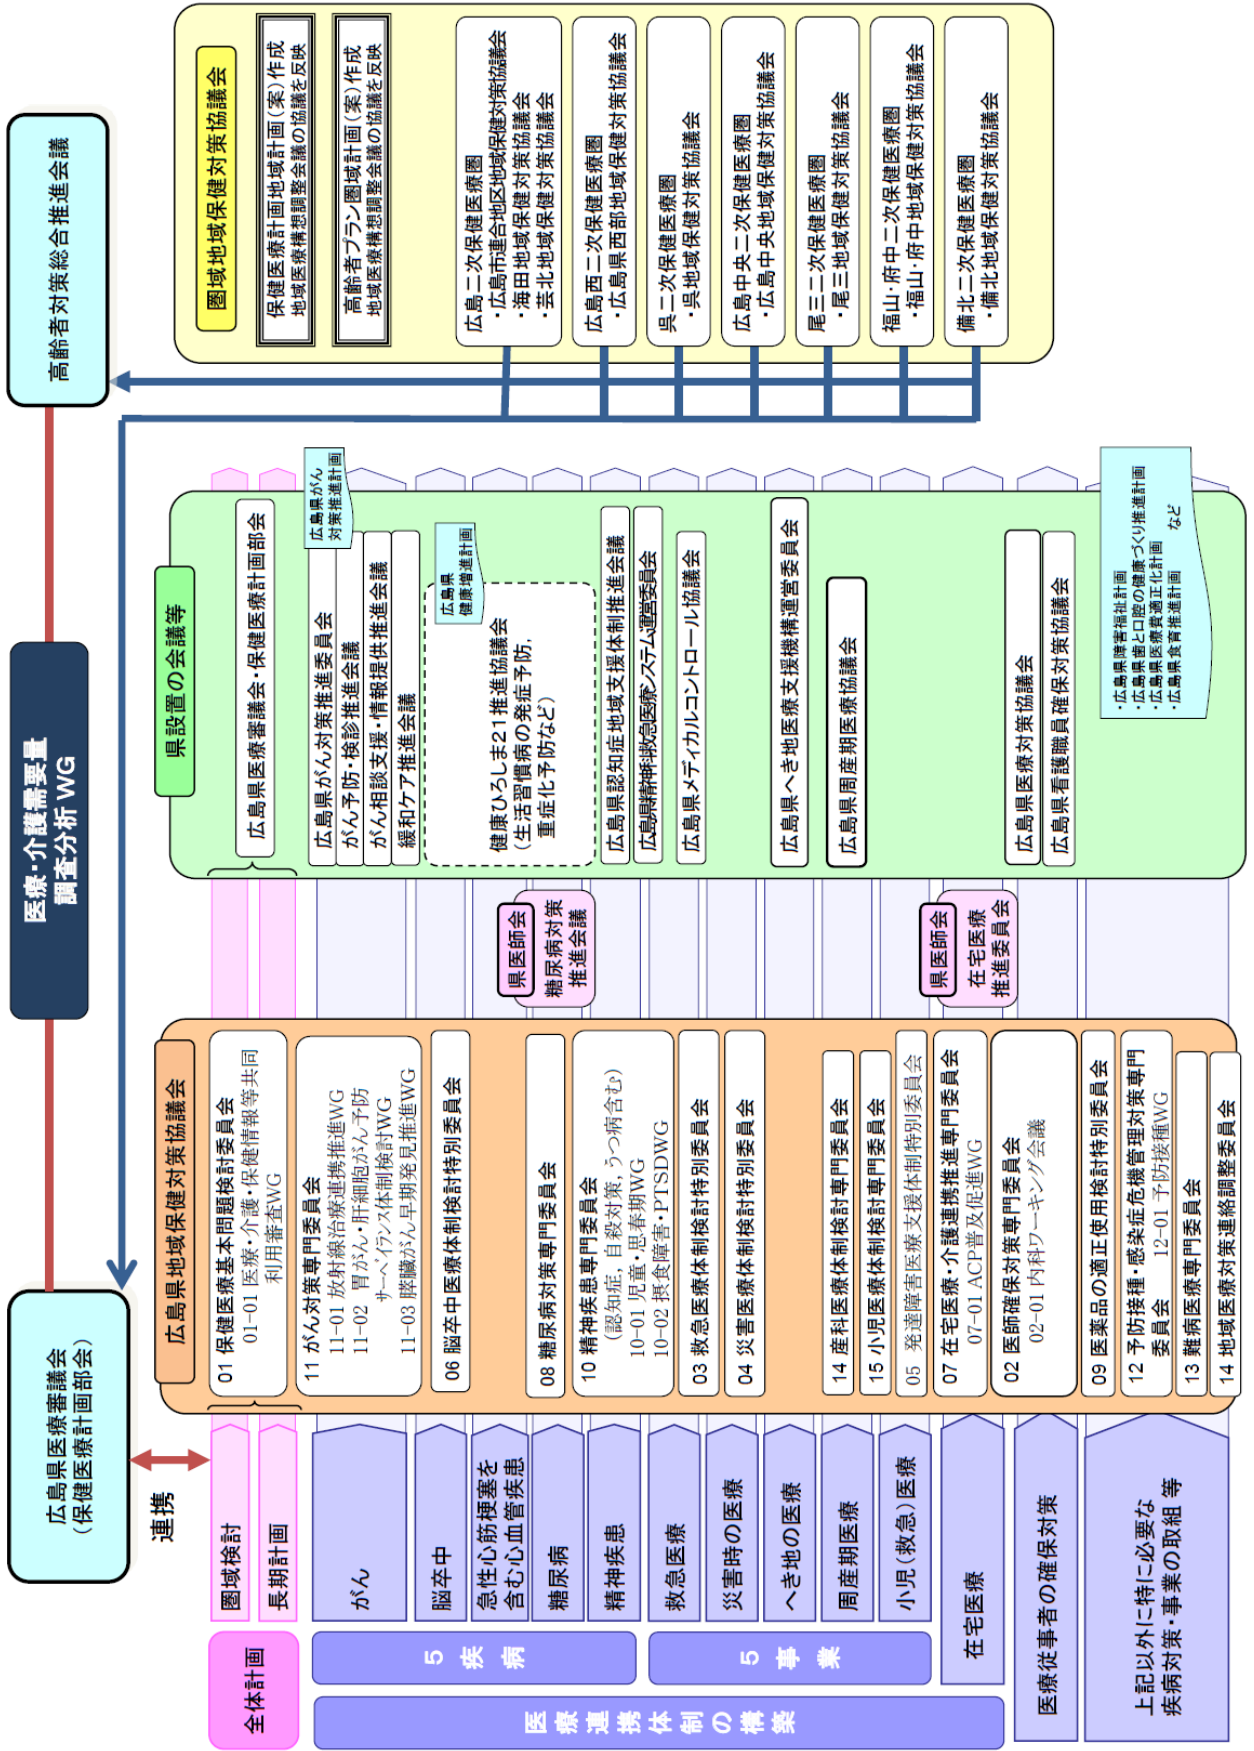 広島県医療審議会
（保健医療計画部会）
医療・介護需要量
調査分析 WG
高齢者対策総合推進会議
連携
全体計画
圏域検討
長期計画
医療連携体制の構築
５疾病
がん
脳卒中
急性心筋梗塞を
含む心血管疾患
糖尿病
精神疾患
５事業
救急医療
災害時の医療
へき地の医療
周産期医療
小児（救急）医療
在宅医療
医療従事者の確保対策
上記以外に特に必要な
疾病対策・事業の取組 等
広島県地域保健対策協議会
01 保健医療基本問題検討委員会
01-01 医療・介護・保健情報等共同
利用審査WG
11 がん対策専門委員会
11-01 放射線治療連携推進WG
11-02 胃がん・肝細胞がん予防
サーベイランス体制検討WG
11-03 膵臓がん早期発見推進WG
06 脳卒中医療体制検討特別委員会
08 糖尿病対策専門委員会
10 精神疾患専門委員会
（認知症，自殺対策，うつ病含む）
10-01 児童・思春期WG
10-02 摂食障害・PTSDWG
03 救急医療体制検討特別委員会
04 災害医療体制検討特別委員会
14 産科医療体制検討専門委員会
15 小児医療体制検討専門委員会
05 発達障害医療支援体制特別委員会
07 在宅医療・介護連携推進専門委員会
07-01 ACP普及促進WG
02 医師確保対策専門委員会
02-01 内科ワーキング会議
09 医薬品の適正使用検討特別委員会
12 予防接種・感染症危機管理対策専門
委員会　12-01 予防接種WG
13 難病医療専門委員会
14 地域医療対策連絡調整委員会
県医師会
糖尿病対策
推進会議
県医師会
在宅医療
推進委員会
県設置の会議等
広島県医療審議会・保健医療計画部会
広島県がん対策推進委員会
がん予防・検診推進会議
がん相談支援・情報提供推進会議
緩和ケア推進会議
広島県がん
対策推進計画
広島県
健康増進計画
健康ひろしま２１推進協議会
（生活習慣病の発症予防，
重症化予防など）
広島県認知症地域支援体制推進会議
広島県精神科救急医療システム運営委員会
広島県メディカルコントロール協議会
広島県へき地医療支援機構運営委員会
広島県周産期医療協議会
広島県医療対策協議会
広島県看護職員確保対策協議会
・広島県障害福祉計画
・広島県歯と口腔の健康づくり推進計画
・広島県医療費適正化計画
・広島県食育推進計画　など
圏域地域保健対策協議会
保健医療計画地域計画（案）作成
地域医療構想調整会議の協議を反映
高齢者プラン圏域計画（案）作成
地域医療構想調整会議の協議を反映
広島二次保健医療圏
・広島市連合地区地域保健対策協議会
・海田地域保健対策協議会
・芸北地域保健対策協議会
広島西二次保健医療圏
・広島県西部地域保健対策協議会
呉二次保健医療圏
・呉地域保健対策協議会
広島中央二次保健医療圏
・広島中央地域保健対策協議会
尾三二次保健医療圏
・尾三地域保健対策協議会
福山・府中二次保健医療圏
・福山・府中地域保健対策協議会
備北二次保健医療圏
・備北地域保健対策協議会